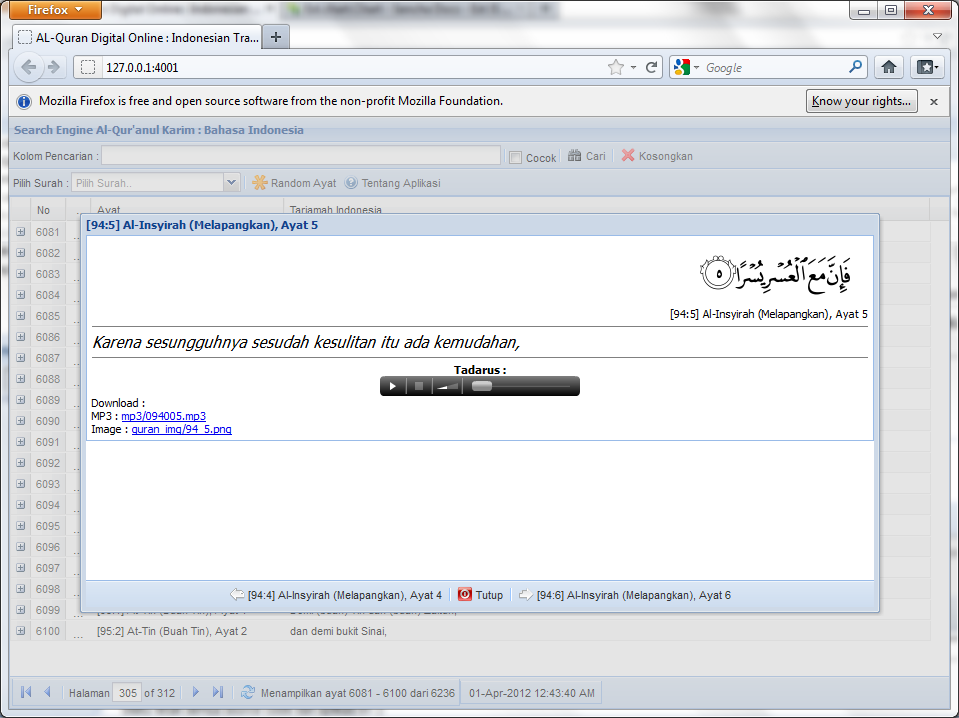 Firefox
AL-Quran Digital Online : Indonesian Tra...
127.0.0.1:4001
Google
Mozilla Firefox is free and open source software from the non-profit Mozilla Foundation.
Know your rights...
Search Engine Al-Qur'anul Karim : Bahasa Indonesia
Kolom Pencarian :
Cocok
Cari
Kosongkan
Pilih Surah :
Pilih Surah..
Random Ayat
Tentang Aplikasi
No
...
Ayat
Tarjamah Indonesia
6081 ...
6082 ...
6083 ...
6084 ...
6085 ...
6086 ...
6087 ...
6088 ...
6089 ...
6090 ...
6091 ...
6092 ...
6093 ...
6094 ...
6095 ...
6096 ...
6097 ...
6098 ...
6099 ...
6100 ... [95:2] At-Tin (Buah Tin), Ayat 2 dan demi bukit Sinai,
[94:5] Al-Insyirah (Melapangkan), Ayat 5
فَإِنَّ مَعَ ٱلْعُسْرِ يُسْرًا ٥
[94:5] Al-Insyirah (Melapangkan), Ayat 5
Karena sesungguhnya sesudah kesulitan itu ada kemudahan,
Tadarus :
Download :
MP3 : mp3/094005.mp3
Image : quran_img/94_5.png
[94:4] Al-Insyirah (Melapangkan), Ayat 4
Tutup
[94:6] Al-Insyirah (Melapangkan), Ayat 6
Halaman 305 of 312
Menampilkan ayat 6081 - 6100 dari 6236
01-Apr-2012 12:43:40 AM